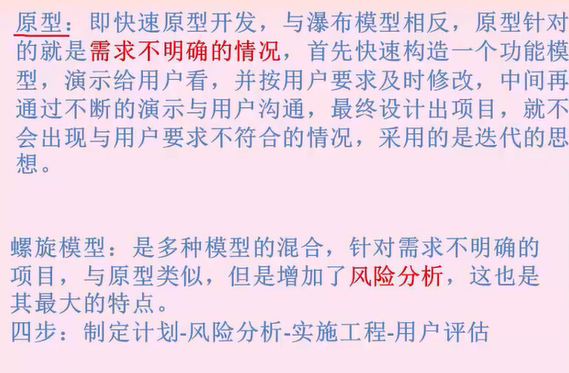 原型：即快速原型开发，与瀑布模型相反，原型针对
的就是需求不明确的情况，首先快速构造一个功能模
型，演示给用户看，并按用户要求及时修改，中间再
通过不断的演示与用户沟通，最终设计出项目，就不
会出现与用户要求不符合的情况，采用的是迭代的思
想。
螺旋模型：是多种模型的混合，针对需求不明确的
项目，与原型类似，但是增加了风险分析，这也是
其最大的特点。
四步：制定计划-风险分析-实施工程-用户评估